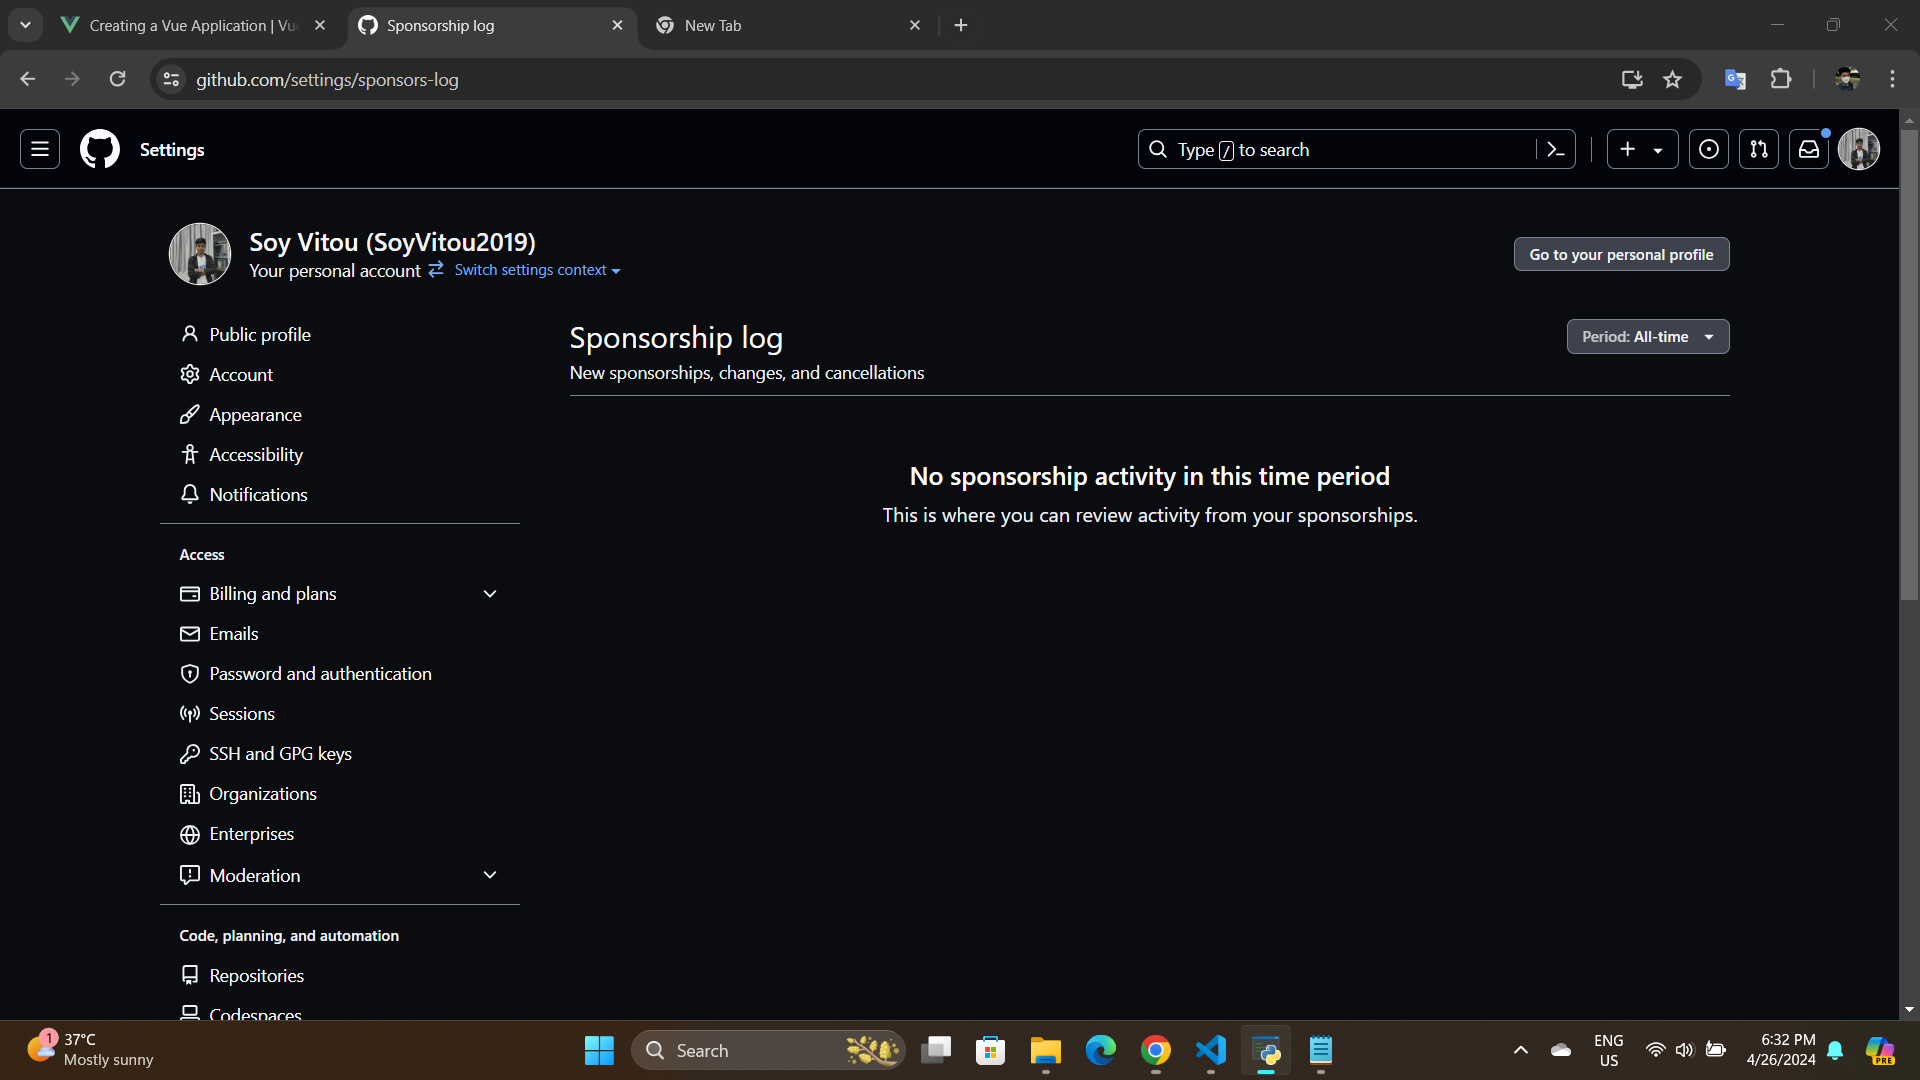 Creating a Vue Application | Vu
Sponsorship log
New Tab
github.com/settings/sponsors-log
Settings
Type / to search
Soy Vitou (SoyVitou2019)
Your personal account
Switch settings context
Go to your personal profile
Public profile
Account
Appearance
Accessibility
Notifications
Access
Billing and plans
Emails
Password and authentication
Sessions
SSH and GPG keys
Organizations
Enterprises
Moderation
Code, planning, and automation
Repositories
Codespaces
Sponsorship log
Period: All-time
New sponsorships, changes, and cancellations
No sponsorship activity in this time period
This is where you can review activity from your sponsorships.
1
37°C
Mostly sunny
Search
ENG
US
6:32 PM
4/26/2024
PRE